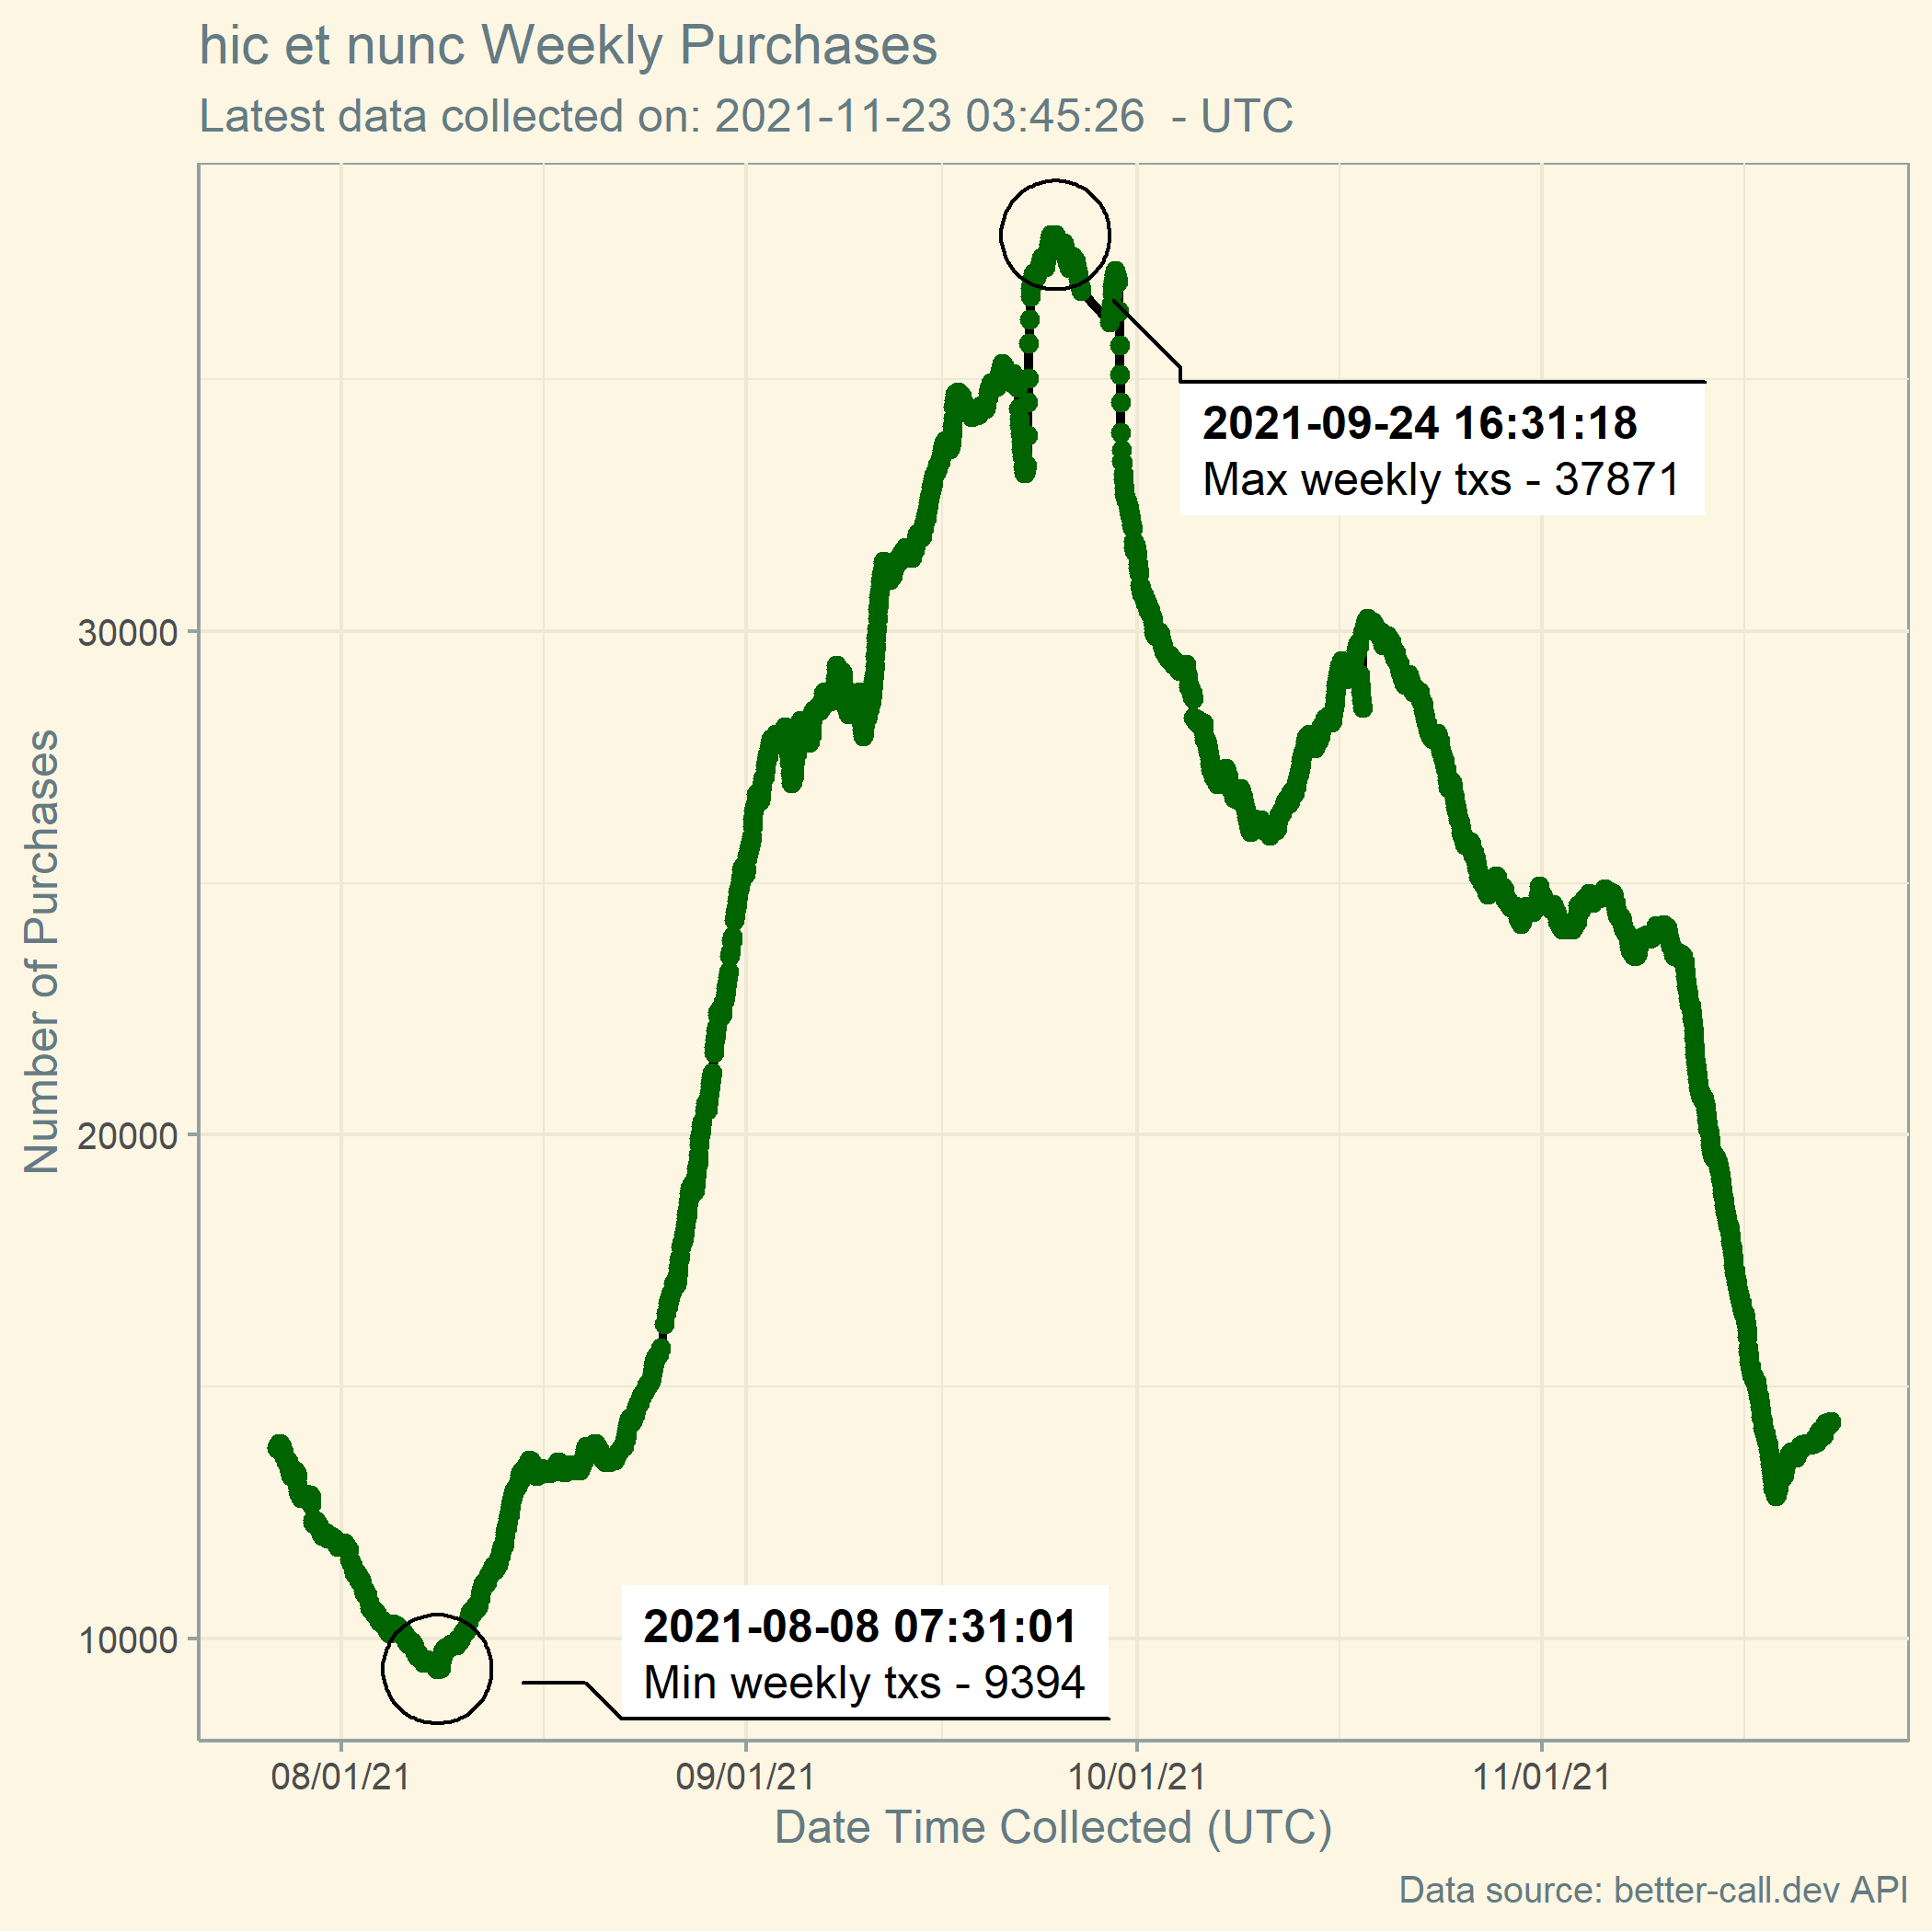 hic et nunc Weekly Purchases
Latest data collected on: 2021-11-23 03:45:26  - UTC
Number of Purchases
30000
20000
10000
2021-09-24 16:31:18
Max weekly txs - 37871
2021-08-08 07:31:01
Min weekly txs - 9394
08/01/21
09/01/21
10/01/21
11/01/21
Date Time Collected (UTC)
Data source: better-call.dev API